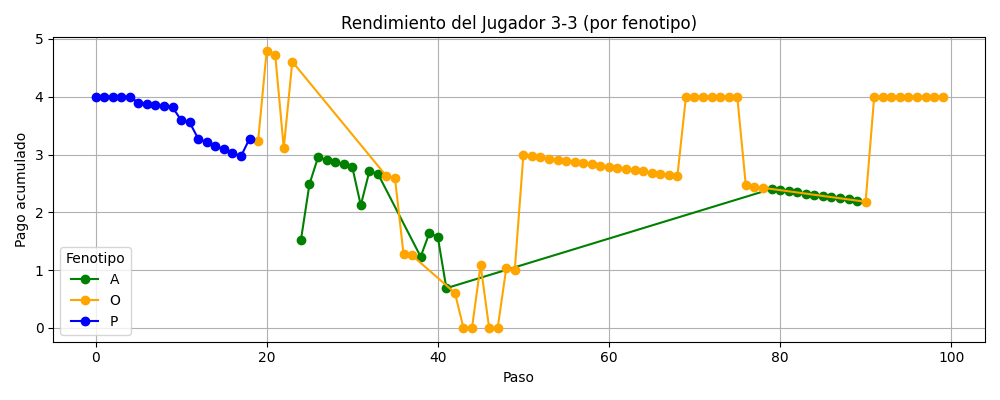 Rendimiento del Jugador 3-3 (por fenotipo)
Pago acumulado
5
4
3
2
1
0
Fenotipo
A
O
P
0 20 40 60 80 100
Paso